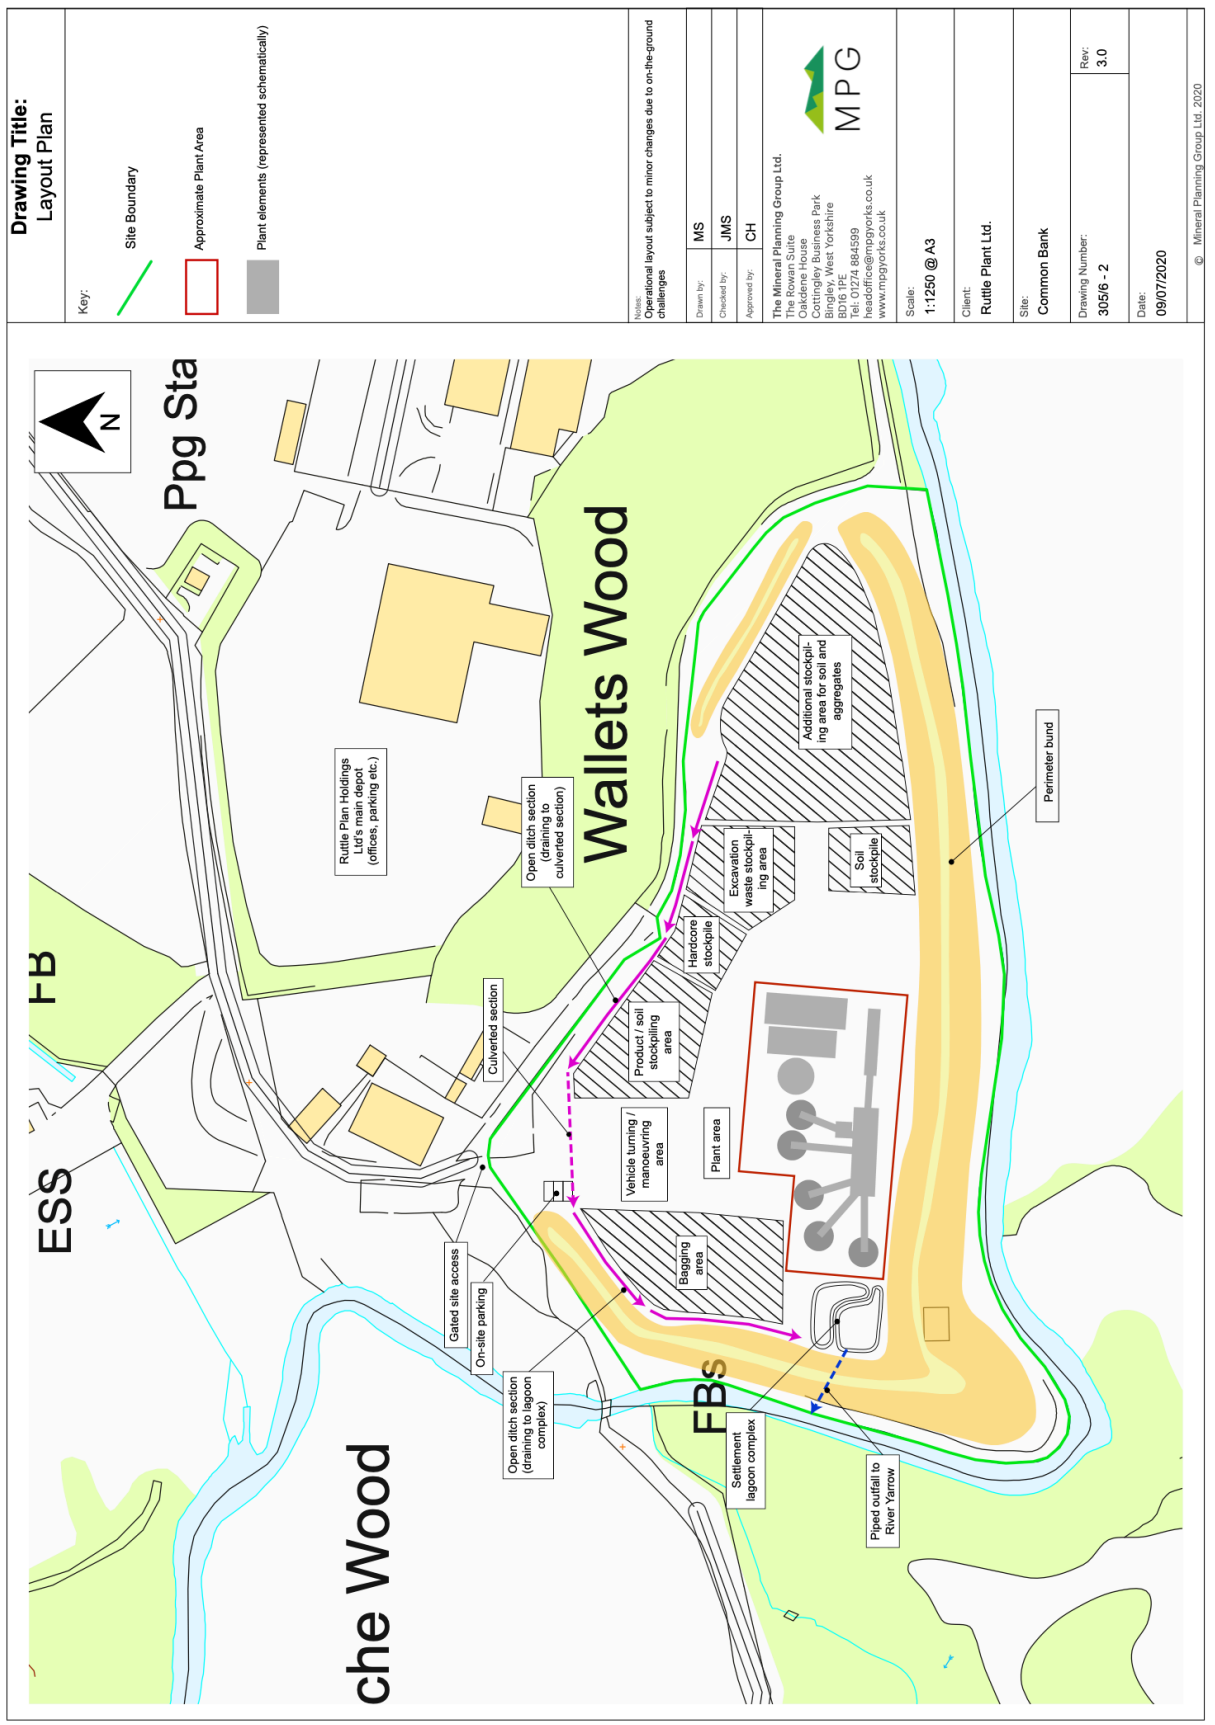 Drawing Title:
Layout Plan
Key:
Site Boundary
Approximate Plant Area
Plant elements (represented schematically)
Notes:
Operational layout subject to minor changes due to on-the-ground
challenges
Drawn by:
MS
Checked by:
JMS
Approved by:
CH
The Mineral Planning Group Ltd.
The Rowan Suite
Oakdene House
Cottingley Business Park
Bingley, West Yorkshire
BD16 1PE
Tel: 01274 884599
headoffice@mpgyorks.co.uk
www.mpgyorks.co.uk
MPG
Scale:
1:1250 @ A3
Client:
Ruttle Plant Ltd.
Site:
Common Bank
Drawing Number:
305/6 - 2
Rev:
3.0
Date:
09/07/2020
© Mineral Planning Group Ltd. 2020
N
Ppg Sta
FB
ESS
Wallets Wood
che Wood
FBs
Ruttle Plan Holdings
Ltd's main depot
(offices, parking etc.)
Open ditch section
(draining to
culverted section)
Culverted section
Gated site access
On-site parking
Open ditch section
(draining to lagoon
complex)
Vehicle turning /
manoeuvring
area
Product / soil
stockpiling
area
Hardcore
stockpile
Excavation
waste stockpil-
ing area
Additional stockpil-
ing area for soil and
aggregates
Soil
stockpile
Plant area
Bagging
area
Settlement
lagoon complex
Piped outfall to
River Yarrow
Perimeter bund